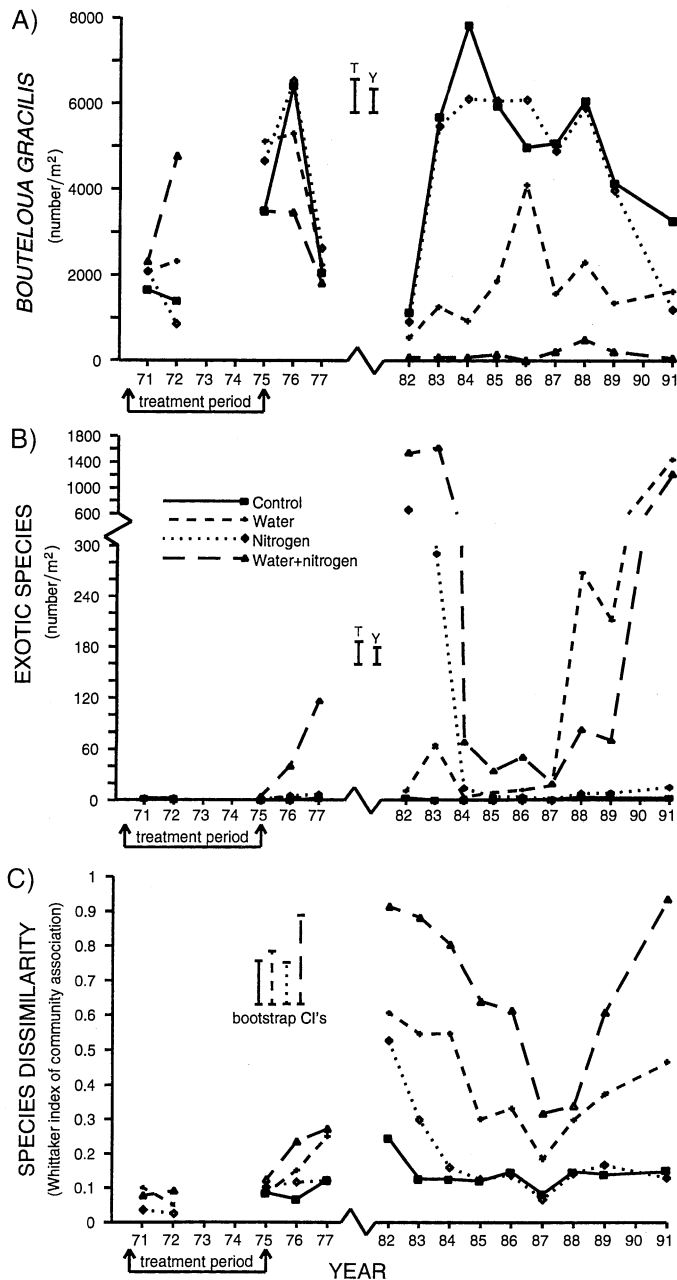 A)
BOUTELOUA GRACILIS
(number/m²)
8000
6000
4000
2000
0
T Y
71 72 73 74 75 76 77 82 83 84 85 86 87 88 89 90 91
treatment period
B)
EXOTIC SPECIES
(number/m²)
1800
1400
1000
600
300
240
180
120
60
0
Control
Water
Nitrogen
Water+nitrogen
T Y
71 72 73 74 75 76 77 82 83 84 85 86 87 88 89 90 91
treatment period
C)
SPECIES DISSIMILARITY
(Whittaker index of community association)
1
0.9
0.8
0.7
0.6
0.5
0.4
0.3
0.2
0.1
0
bootstrap CI's
71 72 73 74 75 76 77 82 83 84 85 86 87 88 89 90 91
treatment period
YEAR